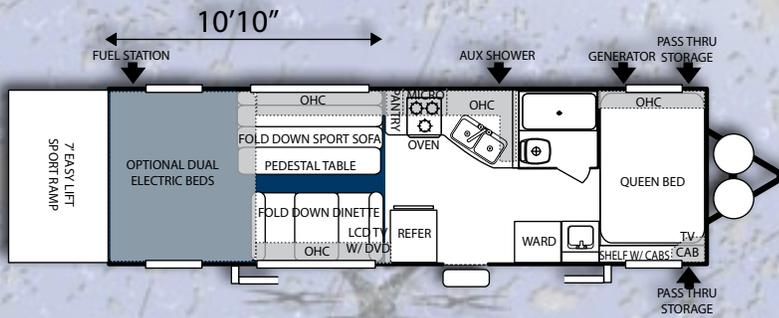 10’10”
FUEL STATION
AUX SHOWER
GENERATOR
PASS THRU
STORAGE
7' EASY LIFT
SPORT RAMP
OPTIONAL DUAL
ELECTRIC BEDS
OHC
FOLD DOWN SPORT SOFA
PEDESTAL TABLE
FOLD DOWN DINETTE
LCD TV
W/ DVD
OHC
PANTRY
MICRO
OVEN
OHC
REFER
WARD
OHC
QUEEN BED
TV
CAB
SHELF W/ CABS
PASS THRU
STORAGE